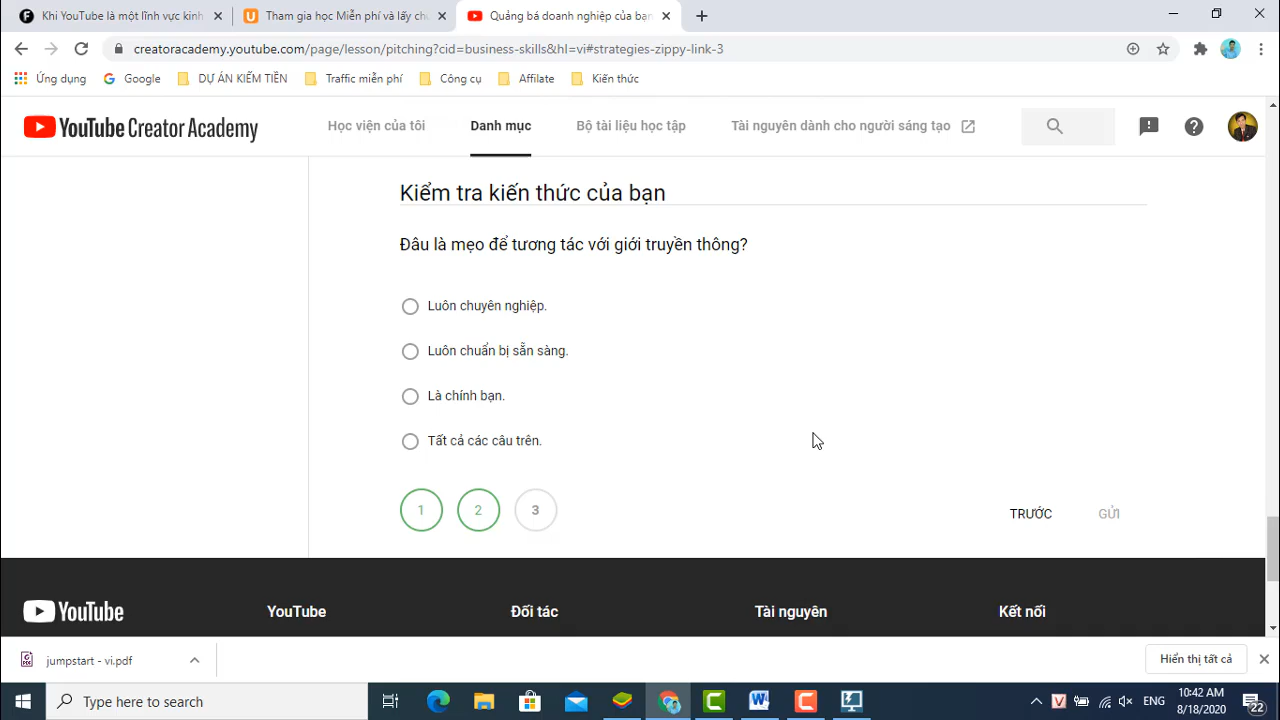 Khi YouTube là một lĩnh vực kinh
Tham gia học Miễn phí và lấy chứ
Quảng bá doanh nghiệp của bạn
creatoracademy.youtube.com/page/lesson/pitching?cid=business-skills&hl=vi#strategies-zippy-link-3
Ứng dụng Google DỰ ÁN KIẾM TIỀN Traffic miễn phí Công cụ Affilate Kiến thức
YouTube Creator Academy Học viện của tôi Danh mục Bộ tài liệu học tập Tài nguyên dành cho người sáng tạo
Kiểm tra kiến thức của bạn
Đâu là mẹo để tương tác với giới truyền thông?
Luôn chuyên nghiệp.
Luôn chuẩn bị sẵn sàng.
Là chính bạn.
Tất cả các câu trên.
1 2 3 TRƯỚC GỬI
YouTube YouTube Đối tác Tài nguyên Kết nối
jumpstart - vi.pdf Hiển thị tất cả
Type here to search ENG 10:42 AM
8/18/2020 22